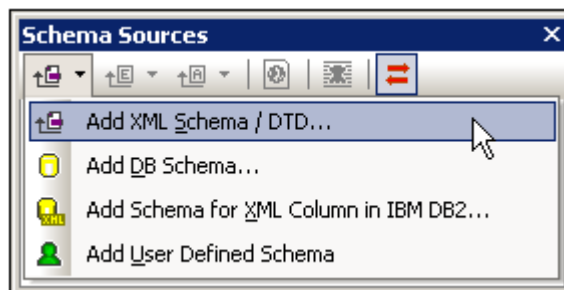 Schema Sources
Add XML Schema / DTD...
Add DB Schema...
Add Schema for XML Column in IBM DB2...
Add User Defined Schema